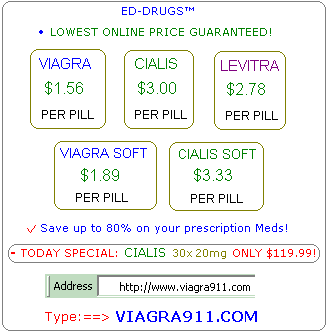 ED-DRUGS™
• LOWEST ONLINE PRICE GUARANTEED!
VIAGRA
$1.56
PER PILL
CIALIS
$3.00
PER PILL
LEVITRA
$2.78
PER PILL
VIAGRA SOFT
$1.89
PER PILL
CIALIS SOFT
$3.33
PER PILL
✓ Save up to 80% on your prescription Meds!
- TODAY SPECIAL: CIALIS 30x20mg ONLY $119.99!
Address http://www.viagra911.com
Type:==> VIAGRA911.COM